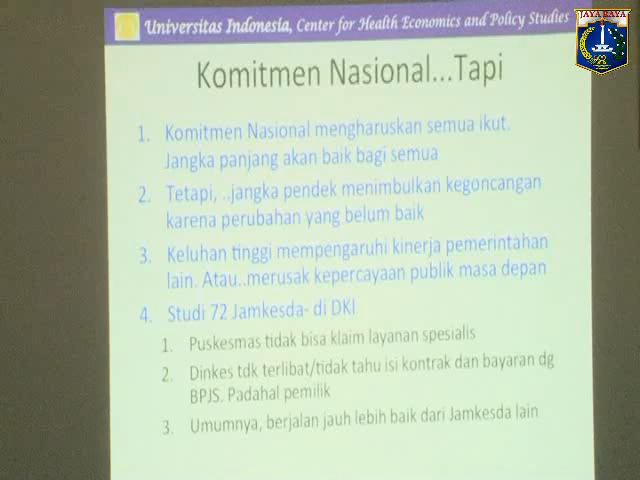 Universitas Indonesia, Center for Health Economics and Policy Studies
JAYA RAYA
Komitmen Nasional...Tapi
1. Komitmen Nasional mengharuskan semua ikut.
Jangka panjang akan baik bagi semua
2. Tetapi, ..jangka pendek menimbulkan kegoncangan
karena perubahan yang belum baik
3. Keluhan tinggi mempengaruhi kinerja pemerintahan
lain. Atau..merusak kepercayaan publik masa depan
4. Studi 72 Jamkesda- di DKI
1. Puskesmas tidak bisa klaim layanan spesialis
2. Dinkes tdk terlibat/tidak tahu isi kontrak dan bayaran dg
BPJS. Padahal pemilik
3. Umumnya, berjalan jauh lebih baik dari Jamkesda lain